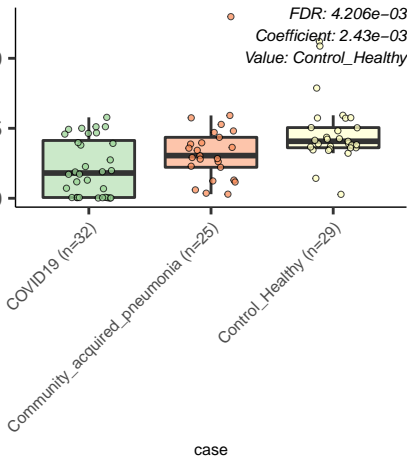 FDR: 4.206e−03
Coefficient: 2.43e−03
Value: Control_Healthy
COVID19 (n=32)
Community_acquired_pneumonia (n=25)
Control_Healthy (n=29)
case